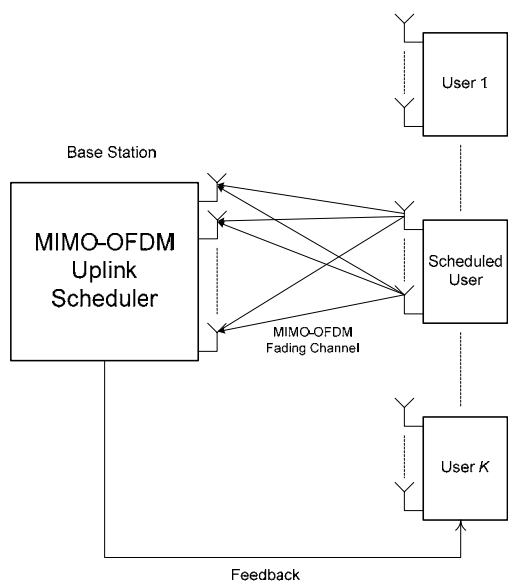 User 1
Base Station
MIMO-OFDM
Uplink
Scheduler
Scheduled
User
MIMO-OFDM
Fading Channel
User K
Feedback